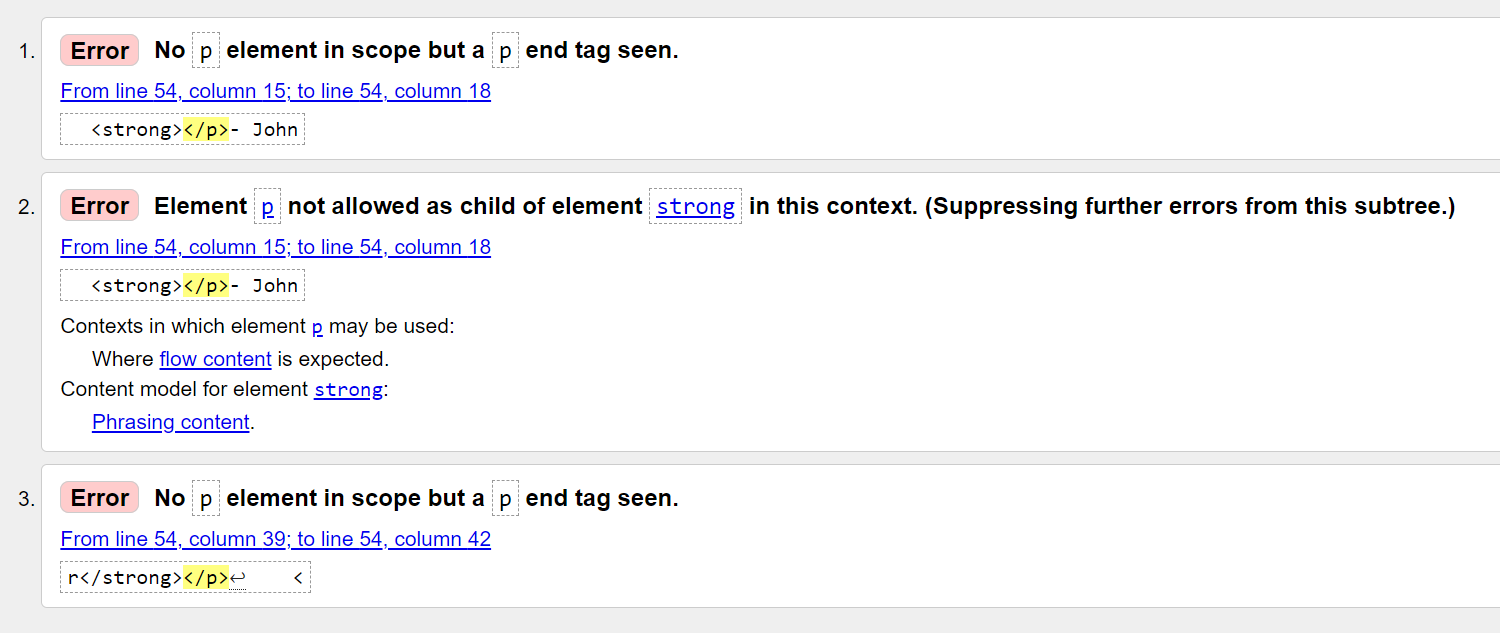 1. Error No p element in scope but a p end tag seen.
From line 54, column 15; to line 54, column 18
<strong></p>- John
2. Error Element p not allowed as child of element strong in this context. (Suppressing further errors from this subtree.)
From line 54, column 15; to line 54, column 18
<strong></p>- John
Contexts in which element p may be used:
Where flow content is expected.
Content model for element strong:
Phrasing content.
3. Error No p element in scope but a p end tag seen.
From line 54, column 39; to line 54, column 42
r</strong></p>↩ <